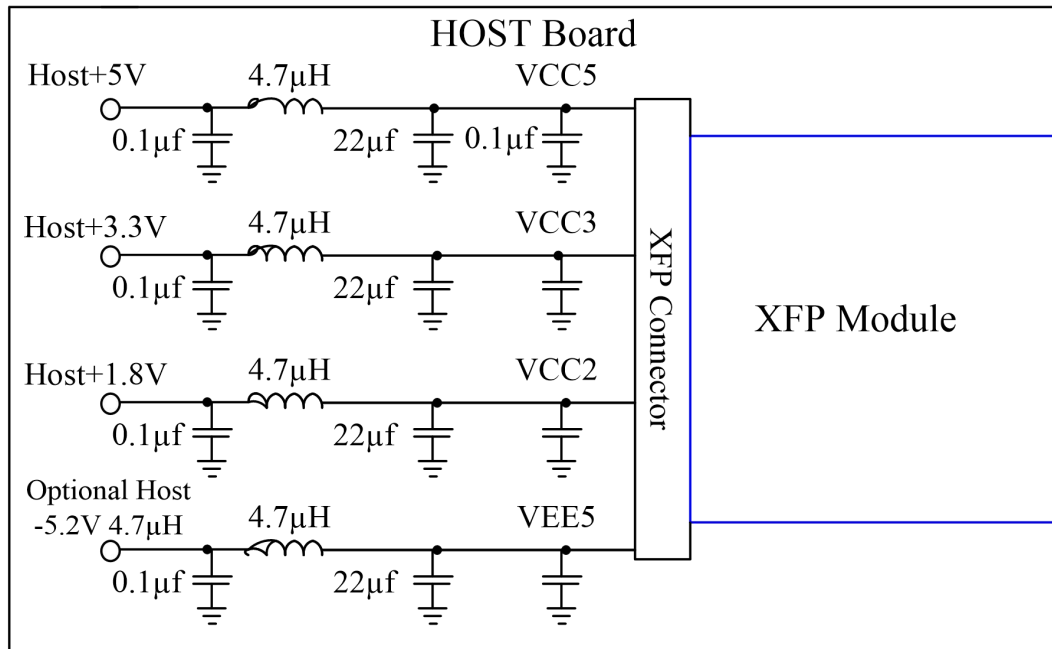 HOST Board
Host+5V
4.7µH
VCC5
0.1µf
22µf
0.1µf
Host+3.3V
4.7µH
VCC3
0.1µf
22µf
Host+1.8V
4.7µH
VCC2
0.1µf
22µf
Optional Host
-5.2V 4.7µH
4.7µH
VEE5
0.1µf
22µf
XFP Connector
XFP Module